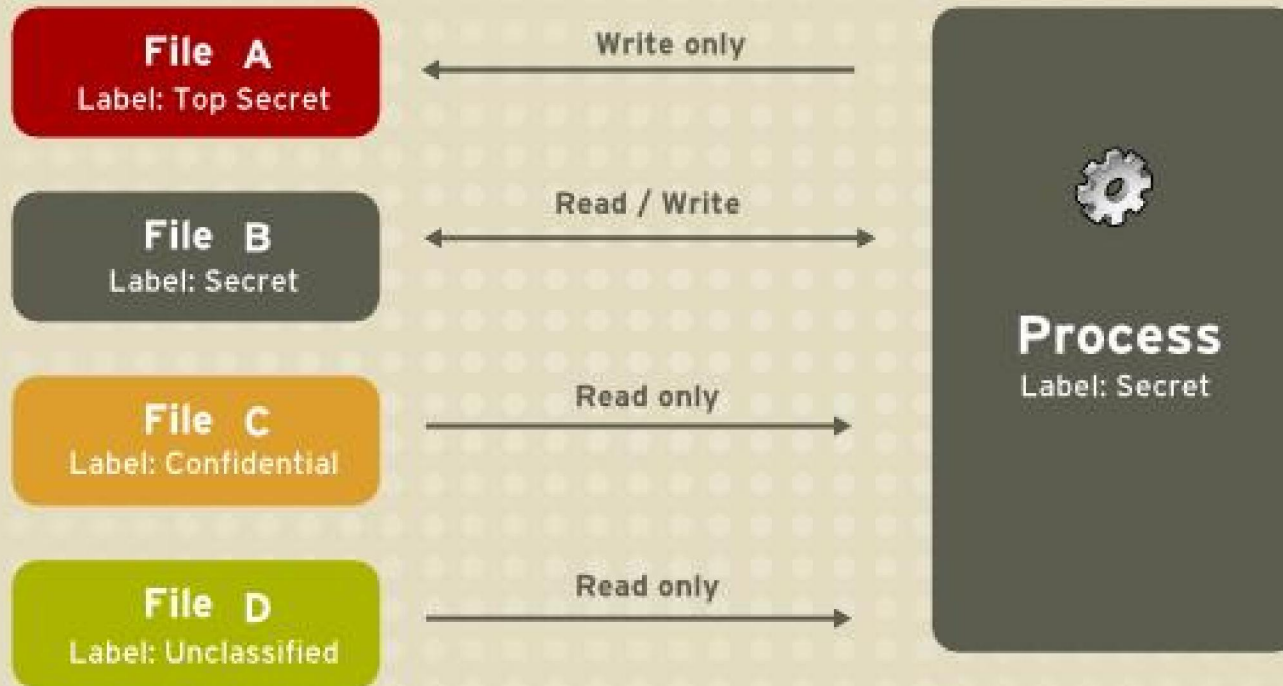 File A
Label: Top Secret
Write only
File B
Label: Secret
Read / Write
File C
Label: Confidential
Read only
File D
Label: Unclassified
Read only
Process
Label: Secret